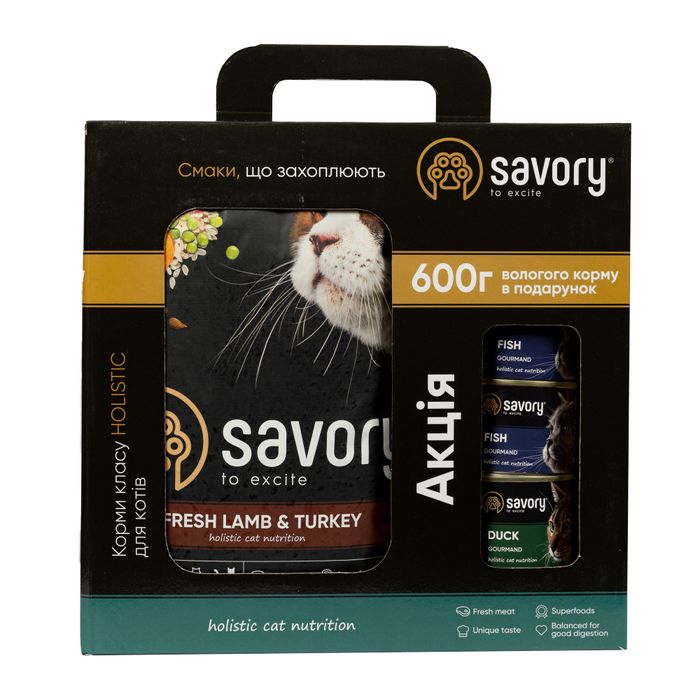 Смаки, що захоплюють
savory®
to excite
600г
вологого корму
в подарунок
Корми класу HOLISTIC
для котів
savory
to excite
FRESH LAMB & TURKEY
holistic cat nutrition
Акція
FISH
GOURMAND
holistic cat nutrition
savory
to excite
FISH
GOURMAND
holistic cat nutrition
savory
to excite
DUCK
GOURMAND
holistic cat nutrition
holistic cat nutrition
Fresh meat
Superfoods
Unique taste
Balanced for
good digestion